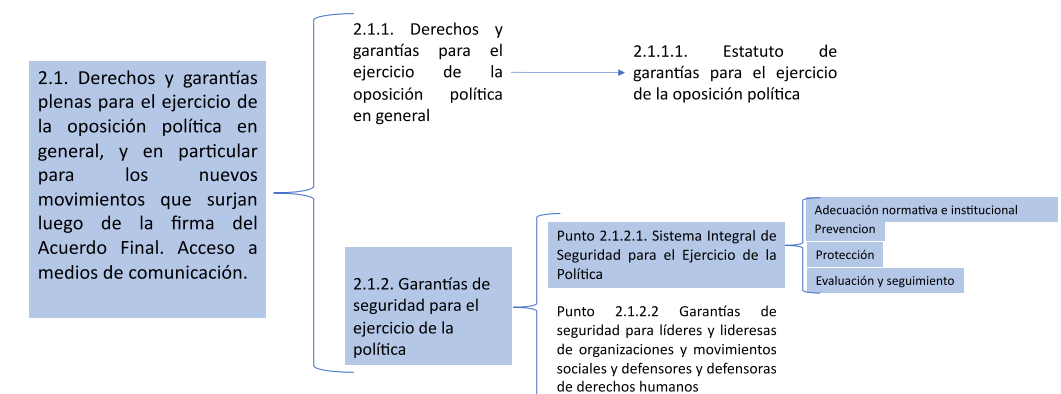 2.1. Derechos y garantías
plenas para el ejercicio de
la oposición política en
general, y en particular
para los nuevos
movimientos que surjan
luego de la firma del
Acuerdo Final. Acceso a
medios de comunicación.
2.1.1. Derechos y
garantías para el
ejercicio de la
oposición política
en general
2.1.1.1. Estatuto de
garantías para el ejercicio
de la oposición política
2.1.2. Garantías de
seguridad para el
ejercicio de la
política
Punto 2.1.2.1. Sistema Integral de
Seguridad para el Ejercicio de la
Política
Adecuación normativa e institucional
Prevencion
Protección
Evaluación y seguimiento
Punto 2.1.2.2 Garantías de
seguridad para líderes y lideresas
de organizaciones y movimientos
sociales y defensores y defensoras
de derechos humanos